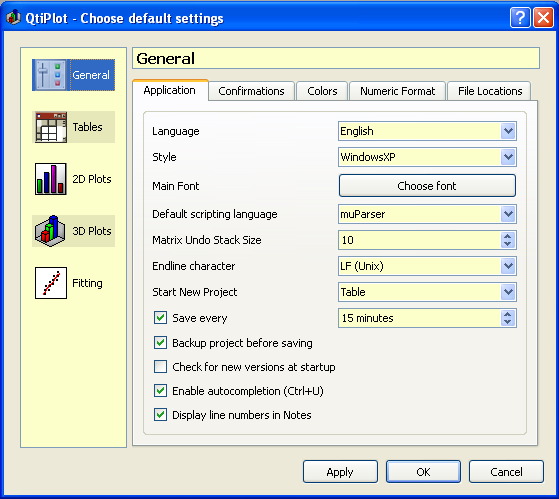 QtiPlot - Choose default settings
General
Tables
2D Plots
3D Plots
Fitting
General
Application Confirmations Colors Numeric Format File Locations
Language English
Style WindowsXP
Main Font Choose font
Default scripting language muParser
Matrix Undo Stack Size 10
Endline character LF (Unix)
Start New Project Table
Save every 15 minutes
Backup project before saving
Check for new versions at startup
Enable autocompletion (Ctrl+U)
Display line numbers in Notes
Apply OK Cancel